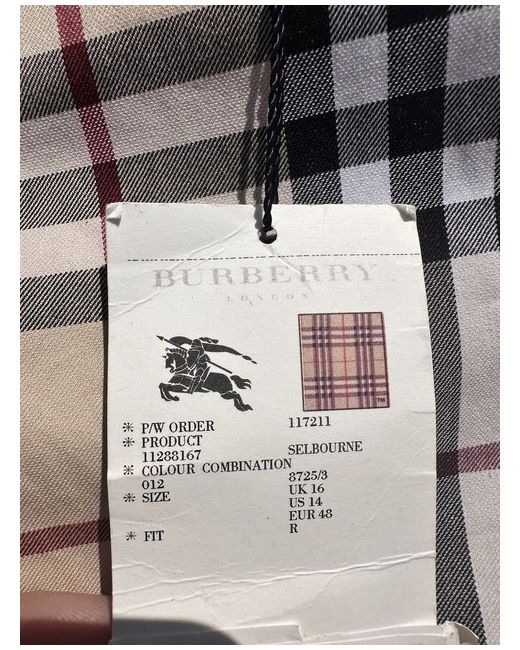 BURBERRY
LONDON
TM
※ P/W ORDER 117211
※ PRODUCT
11288167 SELBOURNE
※ COLOUR COMBINATION
012 8725/3
※ SIZE UK 16
US 14
EUR 48
※ FIT R